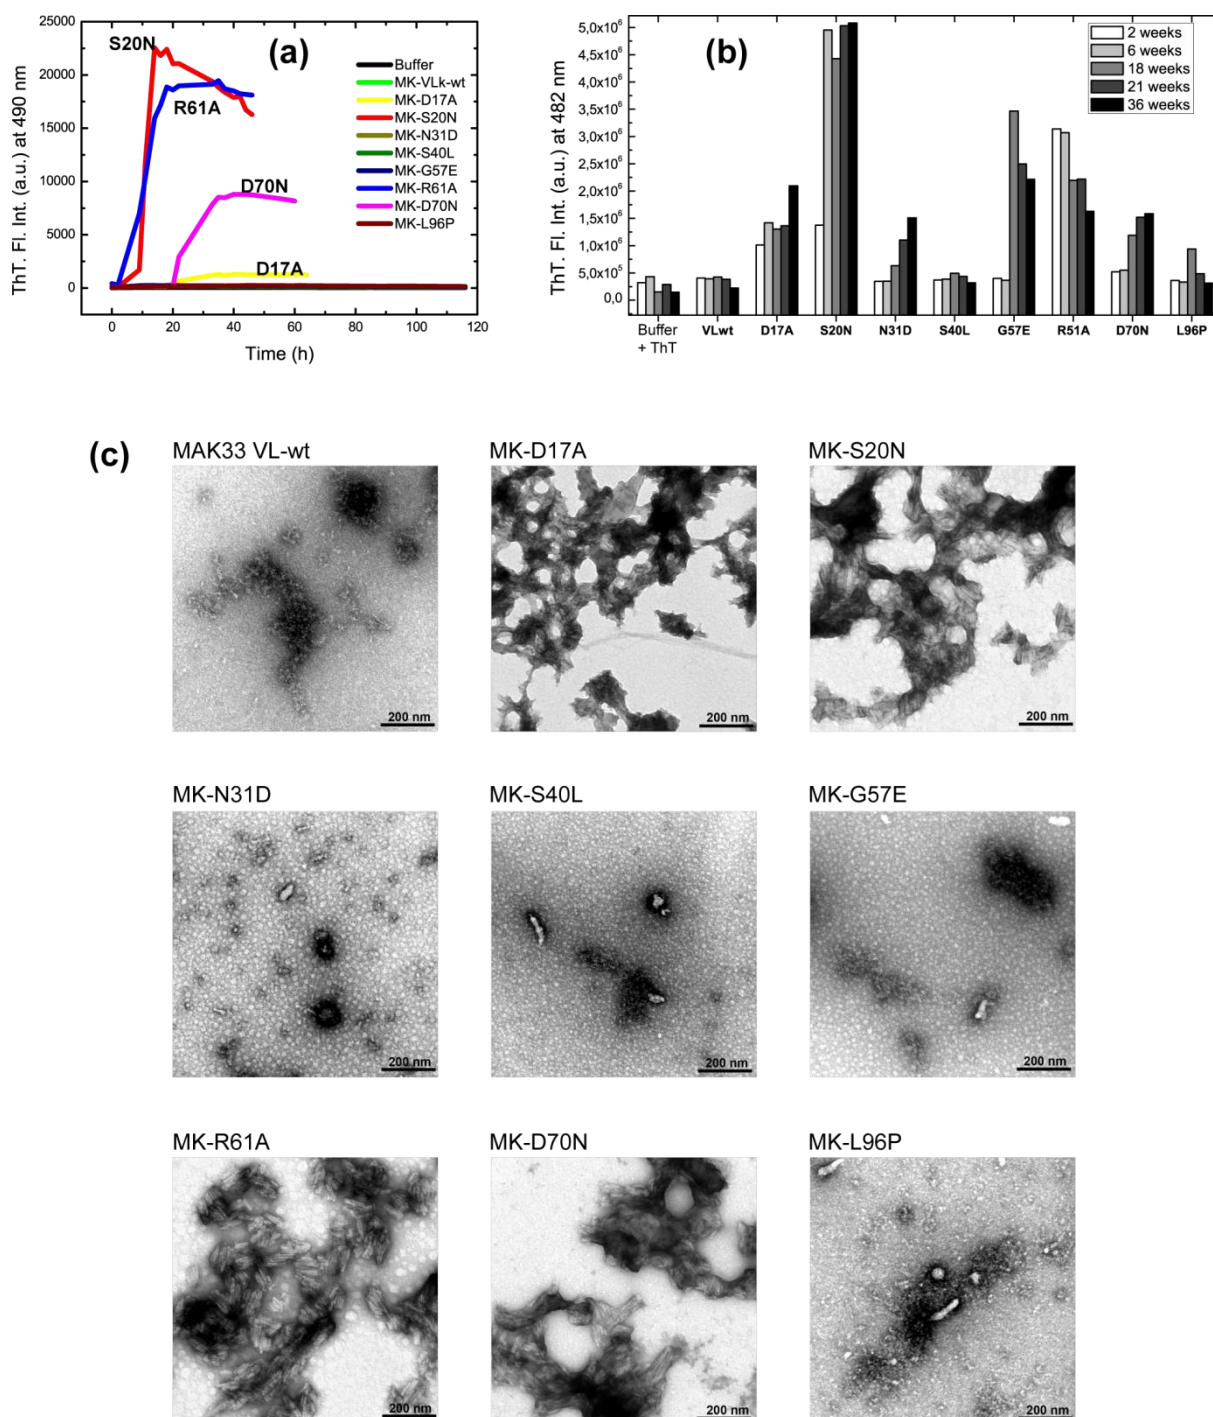 (a)
S20N
R61A
D70N
D17A
Buffer
MK-VLk-wt
MK-D17A
MK-S20N
MK-N31D
MK-S40L
MK-G57E
MK-R61A
MK-D70N
MK-L96P
ThT. Fl. Int. (a.u.) at 490 nm
25000
20000
15000
10000
5000
0
0 20 40 60 80 100 120
Time (h)
(b)
2 weeks
6 weeks
18 weeks
21 weeks
36 weeks
ThT. Fl. Int. (a.u.) at 482 nm
5,0x10⁶
4,5x10⁶
4,0x10⁶
3,5x10⁶
3,0x10⁶
2,5x10⁶
2,0x10⁶
1,5x10⁶
1,0x10⁶
5,0x10⁵
0,0
Buffer + ThT VLwt D17A S20N N31D S40L G57E R51A D70N L96P
(c)
MAK33 VL-wt MK-D17A MK-S20N
200 nm 200 nm 200 nm
MK-N31D MK-S40L MK-G57E
200 nm 200 nm 200 nm
MK-R61A MK-D70N MK-L96P
200 nm 200 nm 200 nm